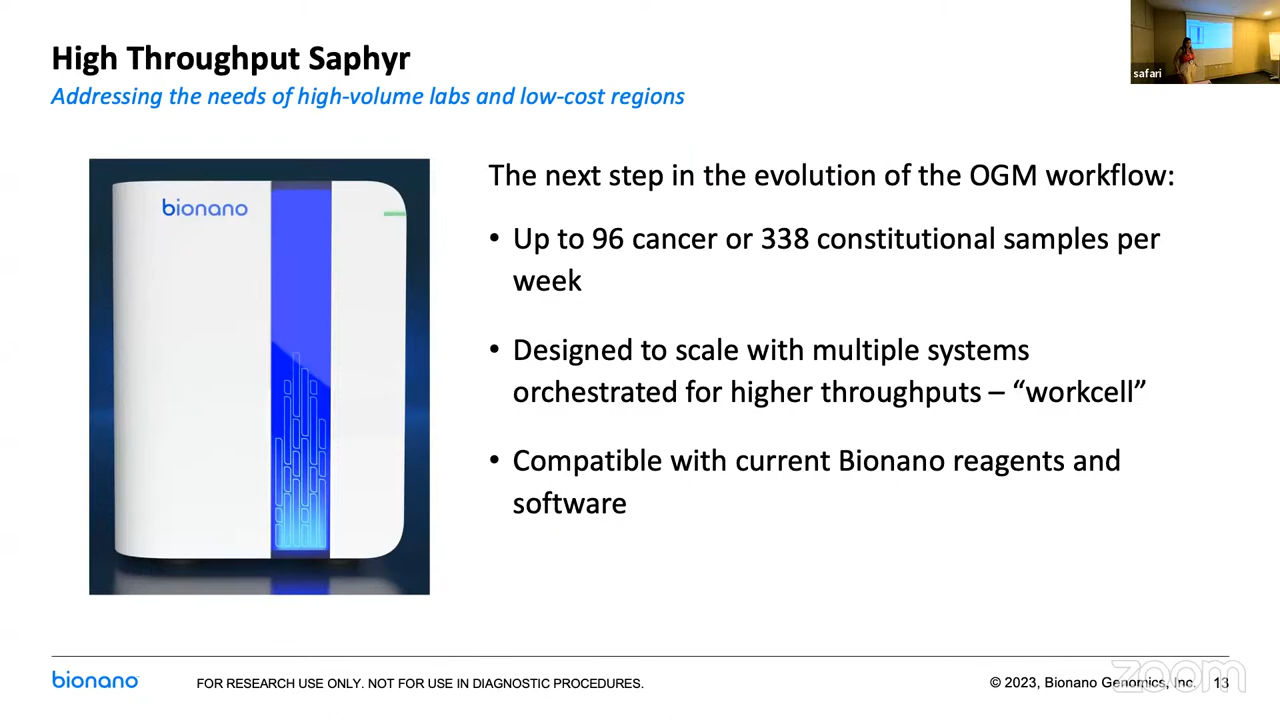 High Throughput Saphyr
Addressing the needs of high-volume labs and low-cost regions
safari
bionano
The next step in the evolution of the OGM workflow:
• Up to 96 cancer or 338 constitutional samples per
week
• Designed to scale with multiple systems
orchestrated for higher throughputs – “workcell”
• Compatible with current Bionano reagents and
software
bionano
FOR RESEARCH USE ONLY. NOT FOR USE IN DIAGNOSTIC PROCEDURES.
© 2023, Bionano Genomics, Inc. 13
zoom